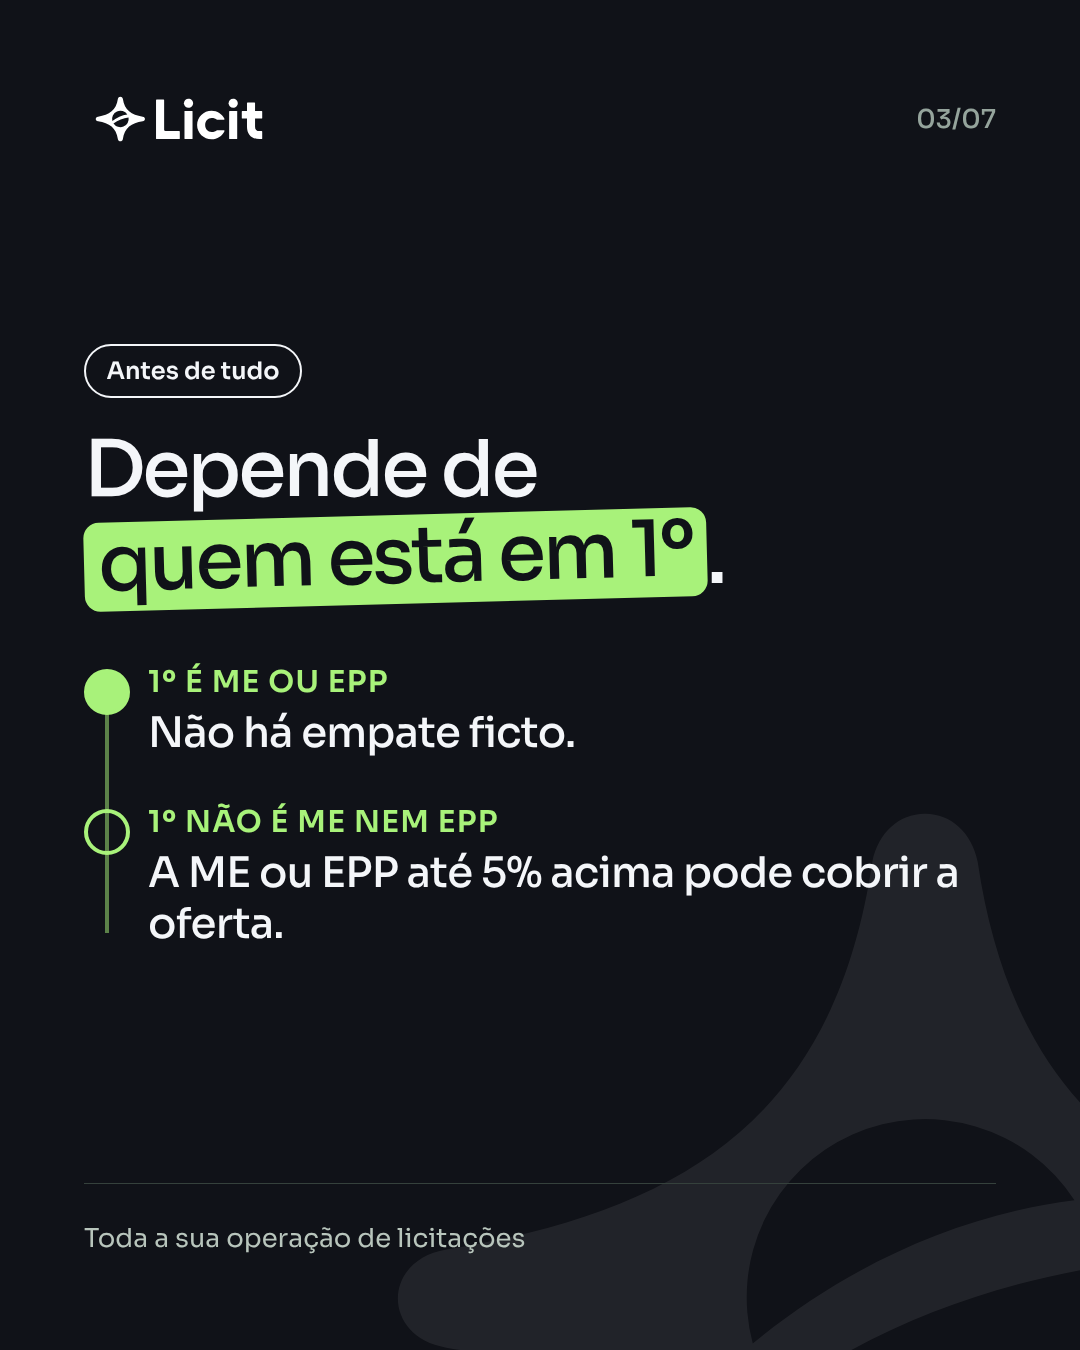 Licit
03/07
Antes de tudo
Depende de
quem está em 1º.
1º É ME OU EPP
Não há empate ficto.
1º NÃO É ME NEM EPP
A ME ou EPP até 5% acima pode cobrir a
oferta.
Toda a sua operação de licitações